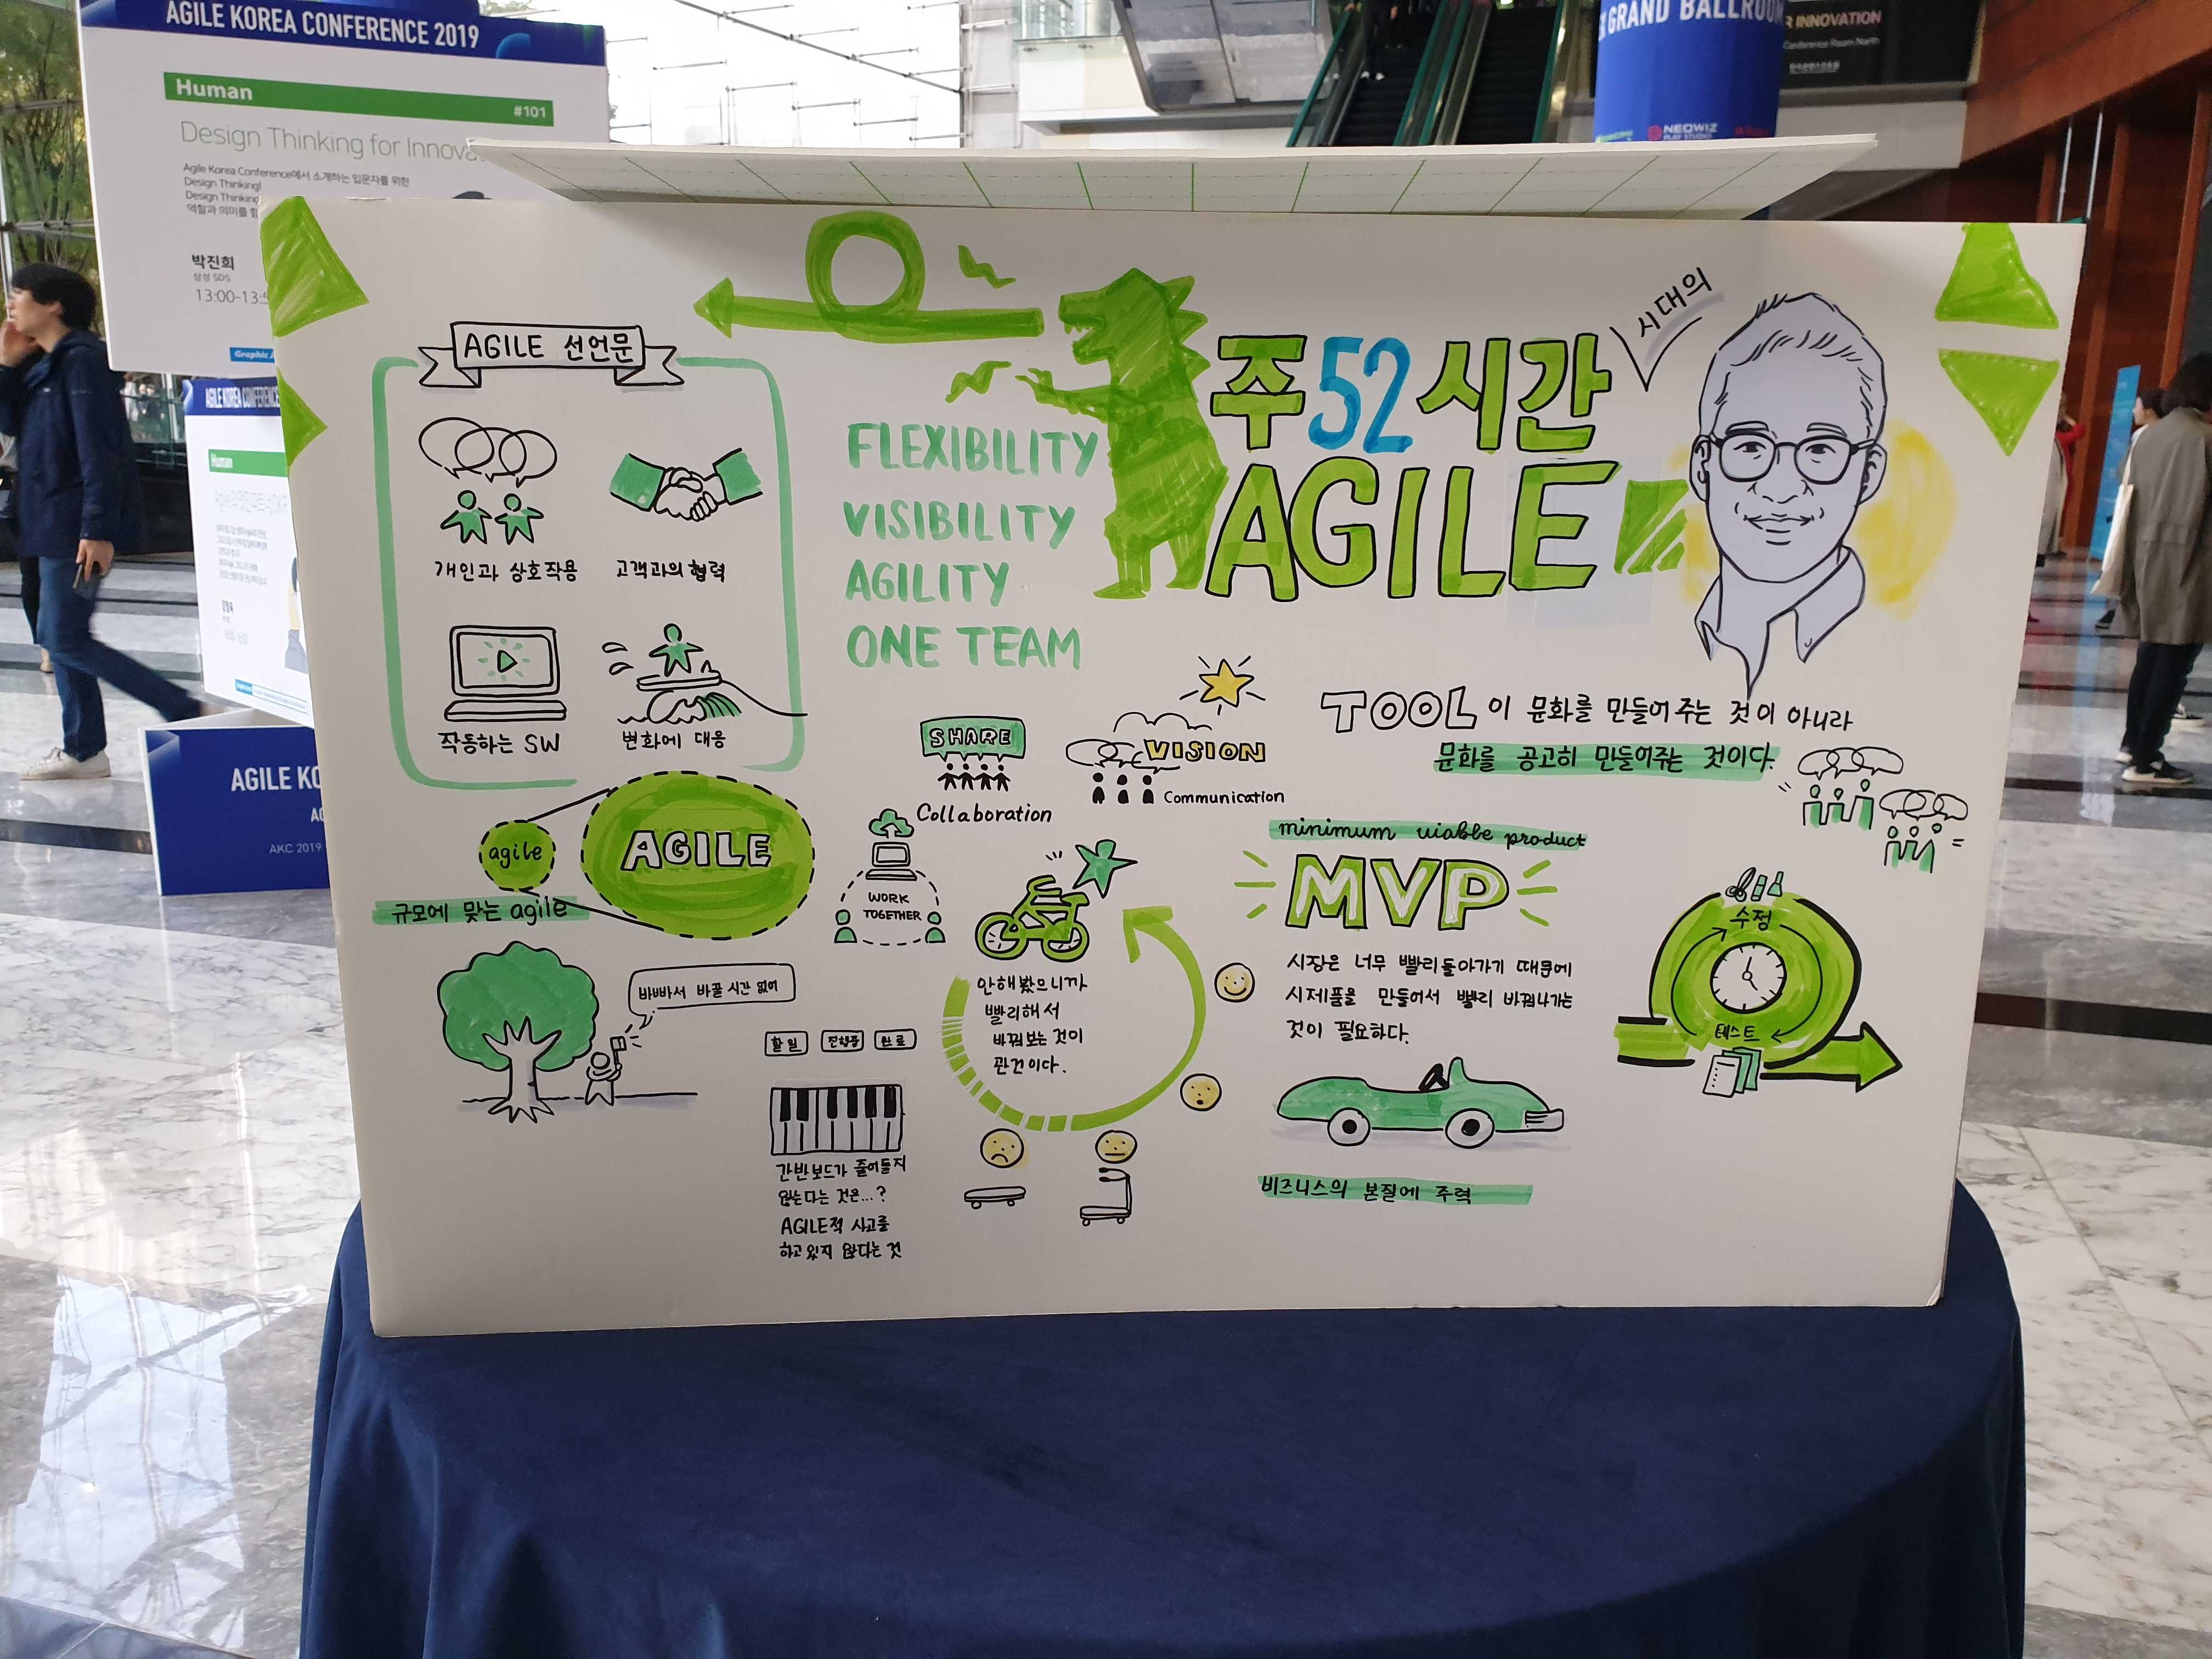 AGILE KOREA CONFERENCE 2019
Human
#101
Design Thinking for Innova
Agile Korea Conference에서 소개하는 입문자를 위한
Design Thinking!
Design Thinking
역할과 의미를
박진회
삼성 SDS
13:00-13:5
GRAND BALLROOM
R INNOVATION
Conference Room North
NEOWIZ
AGILE KOREA CONFERENCE
Human
AGILE KO
AKC 2019
AGILE 선언문
개인과 상호작용
고객과의 협력
작동하는 SW
변화에 대응
FLEXIBILITY
VISIBILITY
AGILITY
ONE TEAM
주52시간
시대의
AGILE
TOOL이 문화를 만들어 주는 것이 아니라
문화를 공고히 만들어주는 것이다.
SHARE
Collaboration
VISION
Communication
agile
AGILE
규모에 맞는 agile
WORK
TOGETHER
바빠서 바꿀 시간 없어
할 일
진행중
완료
간반보드가 줄어들지
않는다는 것은...?
AGILE적 사고를
하고 있지 않다는 것
안해봤으니까
빨리해서
바꿔보는 것이
관건이다.
minimum viable product
MVP
시장은 너무 빨리돌아가기 때문에
시제품을 만들어서 빨리 바꿔나가는
것이 필요하다.
비즈니스의 본질에 주력
수정
테스트